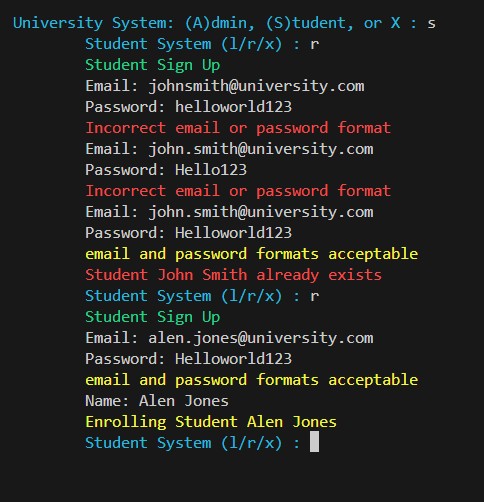 University System: (A)dmin, (S)tudent, or X : s
Student System (l/r/x) : r
Student Sign Up
Email: johnsmith@university.com
Password: helloworld123
Incorrect email or password format
Email: john.smith@university.com
Password: Hello123
Incorrect email or password format
Email: john.smith@university.com
Password: Helloworld123
email and password formats acceptable
Student John Smith already exists
Student System (l/r/x) : r
Student Sign Up
Email: alen.jones@university.com
Password: Helloworld123
email and password formats acceptable
Name: Alen Jones
Enrolling Student Alen Jones
Student System (l/r/x) :